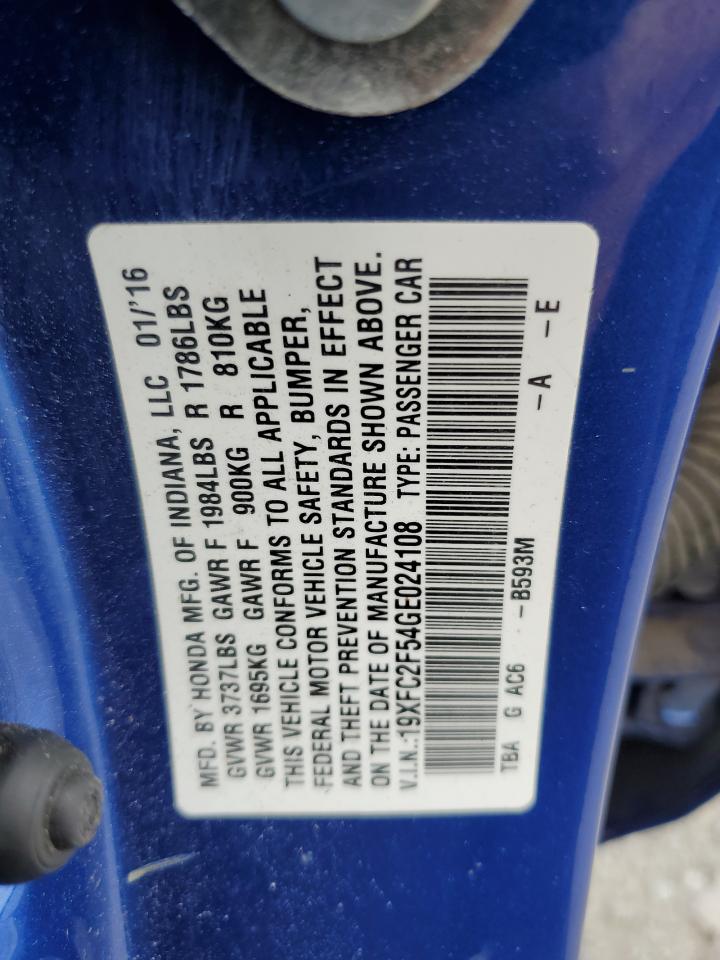 MFD. BY HONDA MFG. OF INDIANA, LLC 01/'16
GVWR 3737LBS GAWR F 1984LBS R 1786LBS
GVWR 1695KG GAWR F 900KG R 810KG
THIS VEHICLE CONFORMS TO ALL APPLICABLE
FEDERAL MOTOR VEHICLE SAFETY, BUMPER,
AND THEFT PREVENTION STANDARDS IN EFFECT
ON THE DATE OF MANUFACTURE SHOWN ABOVE.
V.I.N.:19XFC2F54GE024108 TYPE: PASSENGER CAR
TBA G AC6 -B593M -A -E